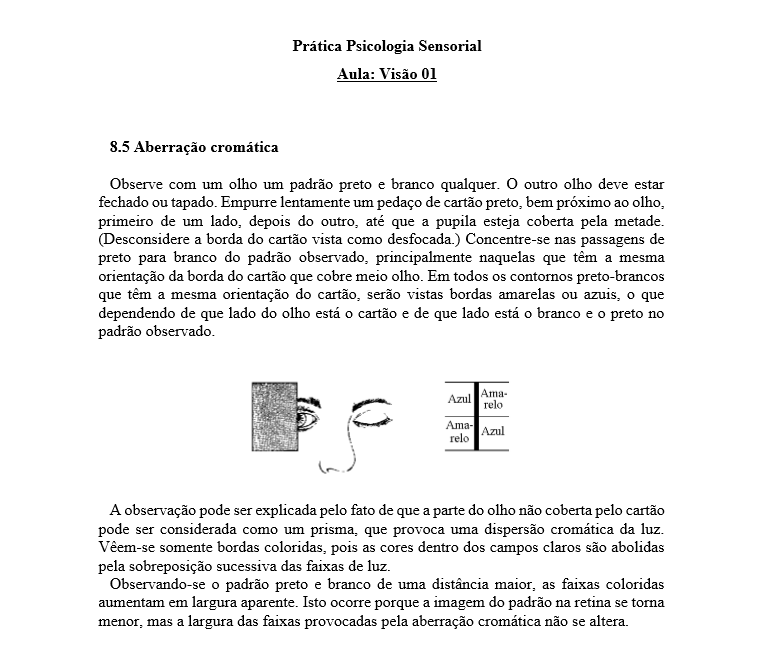 Prática Psicologia Sensorial
Aula: Visão 01
8.5 Aberração cromática
Observe com um olho um padrão preto e branco qualquer. O outro olho deve estar
fechado ou tapado. Empurre lentamente um pedaço de cartão preto, bem próximo ao olho,
primeiro de um lado, depois do outro, até que a pupila esteja coberta pela metade.
(Desconsidere a borda do cartão vista como desfocada.) Concentre-se nas passagens de
preto para branco do padrão observado, principalmente naquelas que têm a mesma
orientação da borda do cartão que cobre meio olho. Em todos os contornos preto-brancos
que têm a mesma orientação do cartão, serão vistas bordas amarelas ou azuis, o que
dependendo de que lado do olho está o cartão e de que lado está o branco e o preto no
padrão observado.
Azul
Ama-
relo
Ama-
relo
Azul
A observação pode ser explicada pelo fato de que a parte do olho não coberta pelo cartão
pode ser considerada como um prisma, que provoca uma dispersão cromática da luz.
Vêem-se somente bordas coloridas, pois as cores dentro dos campos claros são abolidas
pela sobreposição sucessiva das faixas de luz.
Observando-se o padrão preto e branco de uma distância maior, as faixas coloridas
aumentam em largura aparente. Isto ocorre porque a imagem do padrão na retina se torna
menor, mas a largura das faixas provocadas pela aberração cromática não se altera.